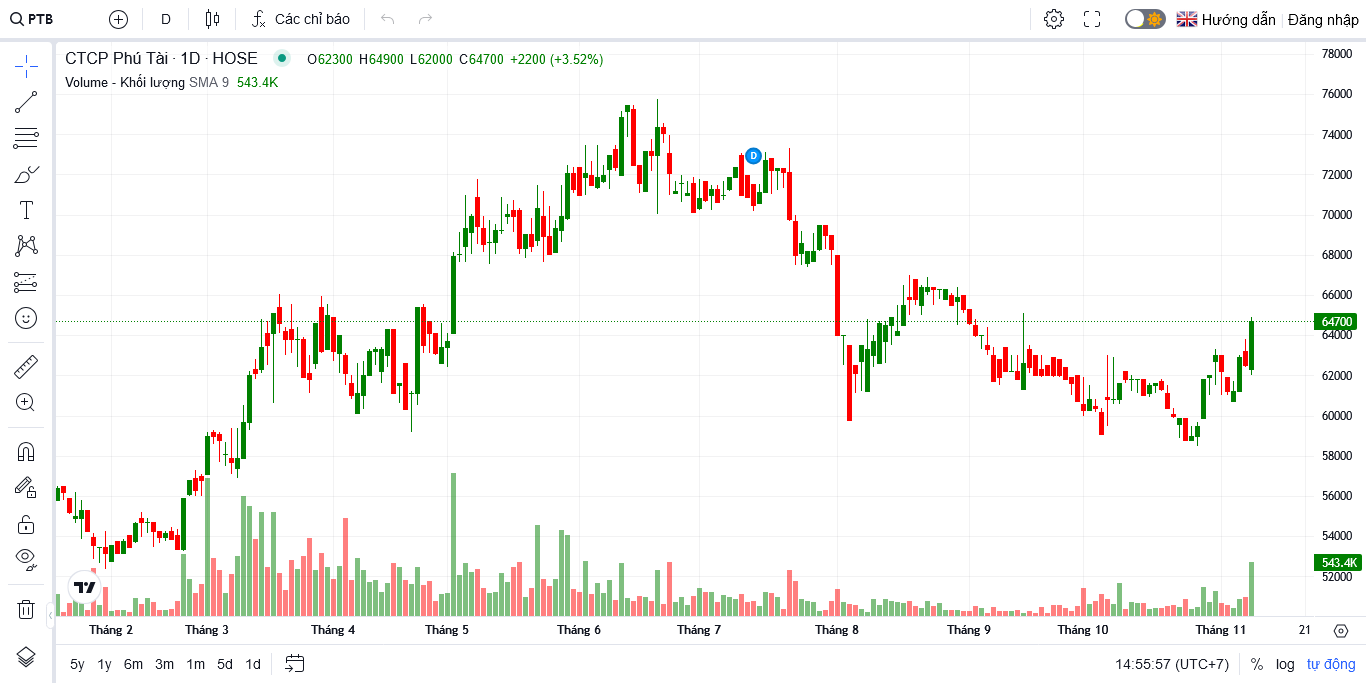 PTB D Các chỉ báo Hướng dẫn Đăng nhập
CTCP Phú Tài · 1D · HOSE O62300 H64900 L62000 C64700 +2200 (+3.52%)
Volume - Khối lượng SMA 9 543.4K
78000
76000
74000
72000
D
70000
68000
66000
64700
64000
62000
60000
58000
56000
54000
543.4K
52000
Tháng 2 Tháng 3 Tháng 4 Tháng 5 Tháng 6 Tháng 7 Tháng 8 Tháng 9 Tháng 10 Tháng 11 21
5y 1y 6m 3m 1m 5d 1d 14:55:57 (UTC+7) % log tự động